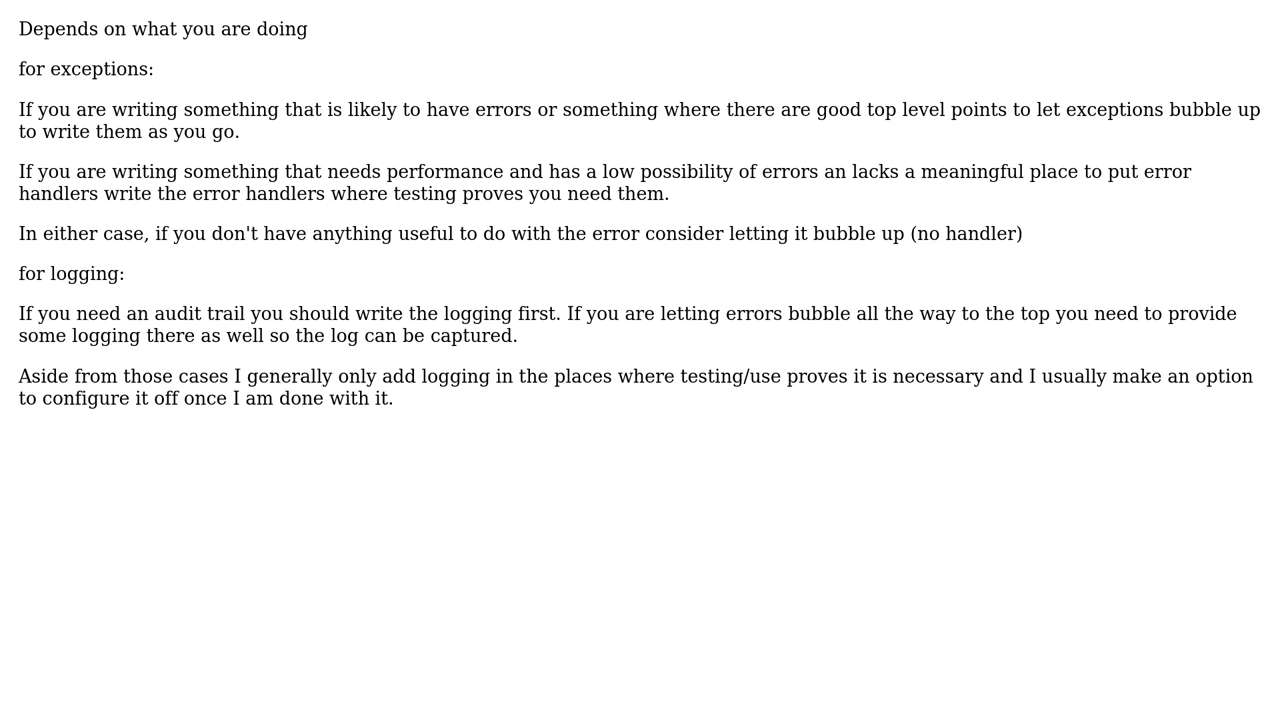 Depends on what you are doing
for exceptions:
If you are writing something that is likely to have errors or something where there are good top level points to let exceptions bubble up
to write them as you go.
If you are writing something that needs performance and has a low possibility of errors an lacks a meaningful place to put error
handlers write the error handlers where testing proves you need them.
In either case, if you don't have anything useful to do with the error consider letting it bubble up (no handler)
for logging:
If you need an audit trail you should write the logging first. If you are letting errors bubble all the way to the top you need to provide
some logging there as well so the log can be captured.
Aside from those cases I generally only add logging in the places where testing/use proves it is necessary and I usually make an option
to configure it off once I am done with it.